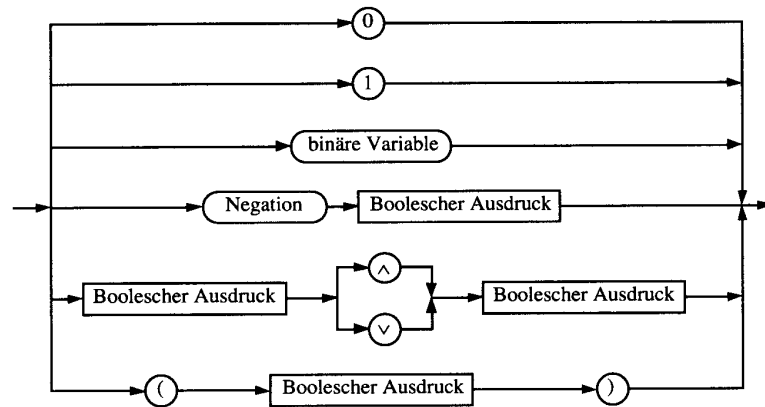 0
1
binäre Variable
Negation Boolescher Ausdruck
Boolescher Ausdruck ∧ ∨ Boolescher Ausdruck
( Boolescher Ausdruck )